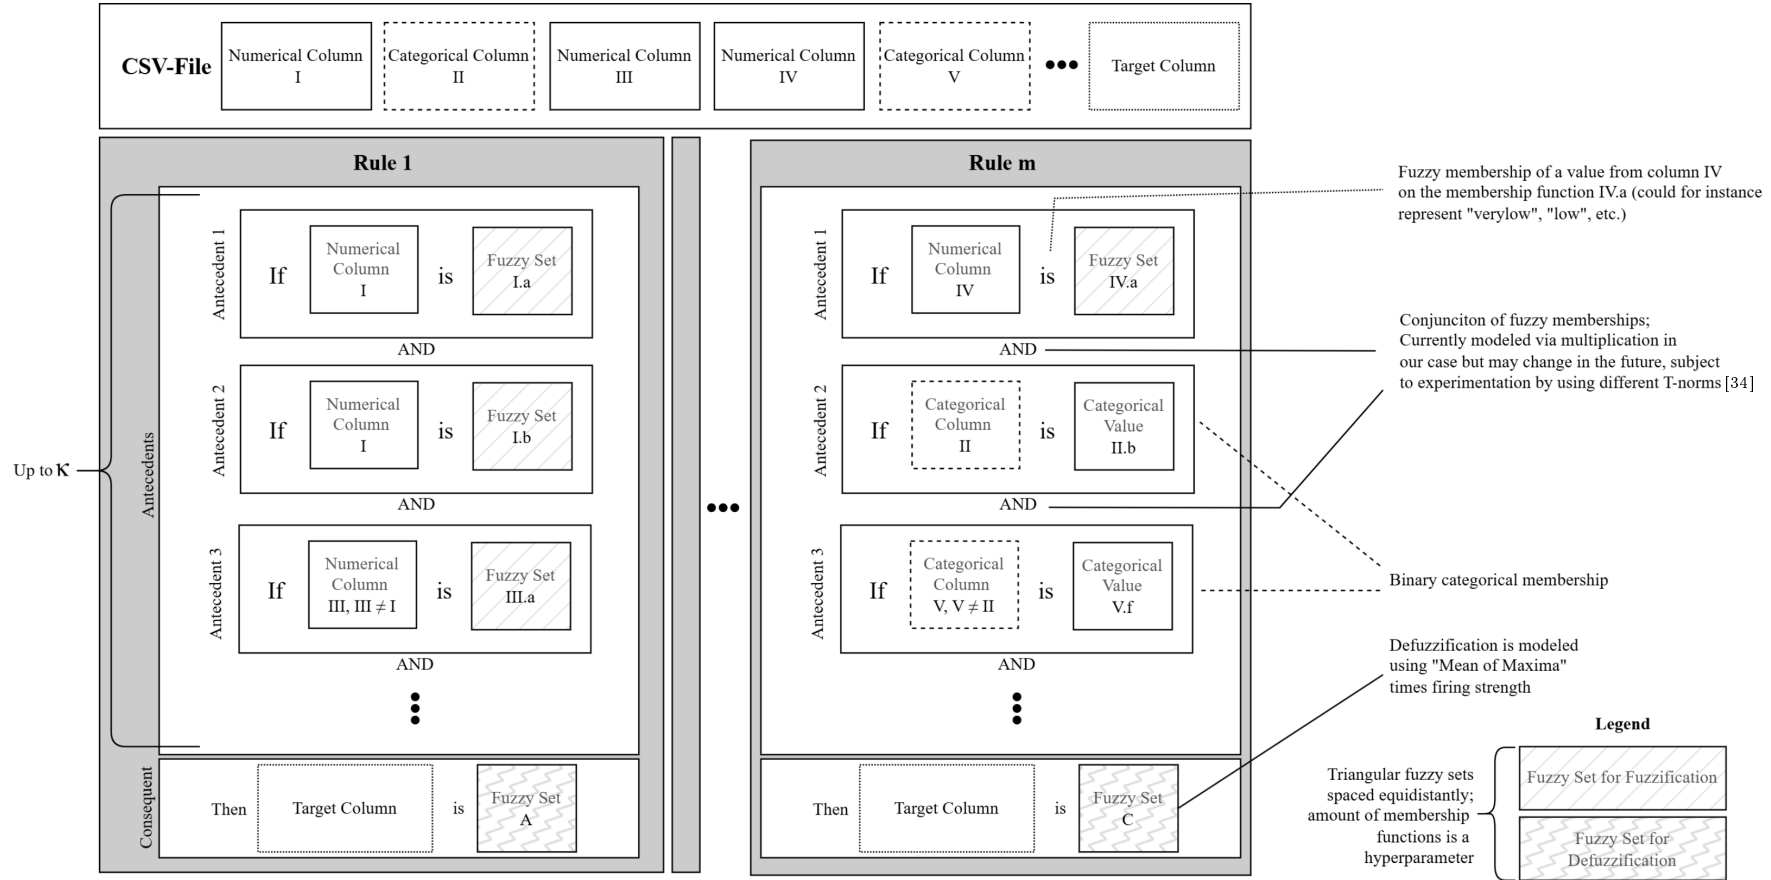 CSV-File
Numerical Column
I
Categorical Column
II
Numerical Column
III
Numerical Column
IV
Categorical Column
V
Target Column
Rule 1
Up to κ
Antecedents
Antecedent 1
If
Numerical
Column
I
is
Fuzzy Set
I.a
AND
Antecedent 2
If
Numerical
Column
I
is
Fuzzy Set
I.b
AND
Antecedent 3
If
Numerical
Column
III, III ≠ I
is
Fuzzy Set
III.a
AND
Consequent
Then
Target Column
is
Fuzzy Set
A
Rule m
Antecedent 1
If
Numerical
Column
IV
is
Fuzzy Set
IV.a
AND
Antecedent 2
If
Categorical
Column
II
is
Categorical
Value
II.b
AND
Antecedent 3
If
Categorical
Column
V, V ≠ II
is
Categorical
Value
V.f
AND
Then
Target Column
is
Fuzzy Set
C
Fuzzy membership of a value from column IV
on the membership function IV.a (could for instance
represent "verylow", "low", etc.)
Conjunciton of fuzzy memberships;
Currently modeled via multiplication in
our case but may change in the future, subject
to experimentation by using different T-norms [34]
Binary categorical membership
Defuzzification is modeled
using "Mean of Maxima"
times firing strength
Legend
Triangular fuzzy sets
spaced equidistantly;
amount of membership
functions is a
hyperparameter
Fuzzy Set for Fuzzification
Fuzzy Set for
Defuzzification